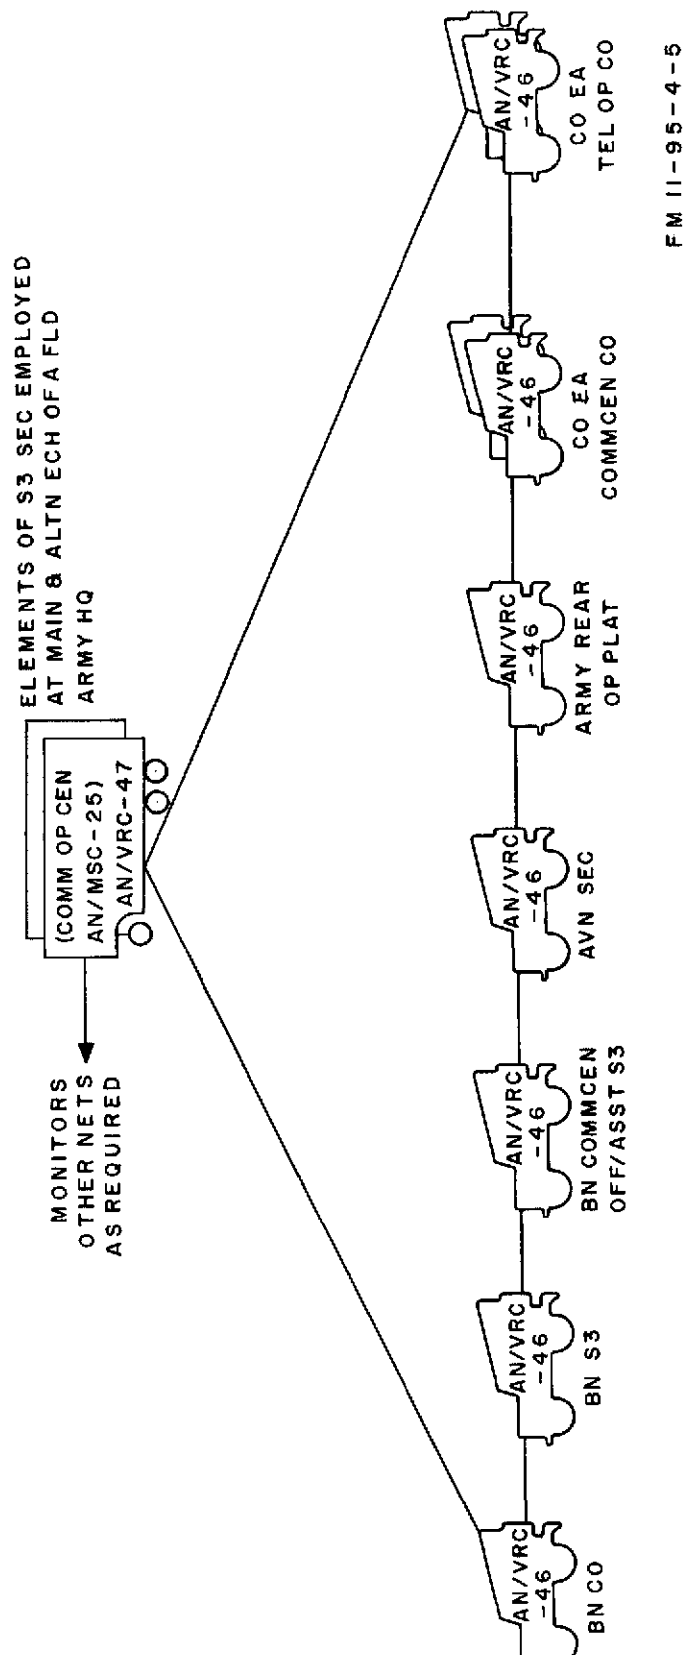 ELEMENTS OF S3 SEC EMPLOYED
AT MAIN & ALTN ECH OF A FLD
ARMY HQ
(COMM OP CEN
AN/MSC-25)
AN/VRC-47
MONITORS
OTHER NETS
AS REQUIRED
AN/VRC
-46
BN CO
AN/VRC
-46
BN S3
AN/VRC
-46
BN COMMCEN
OFF/ASST S3
AN/VRC
-46
AVN SEC
AN/VRC
-46
ARMY REAR
OP PLAT
AN/VRC
-46
CO EA
COMMCEN CO
AN/VRC
-46
CO EA
TEL OP CO
FM 11-95-4-5